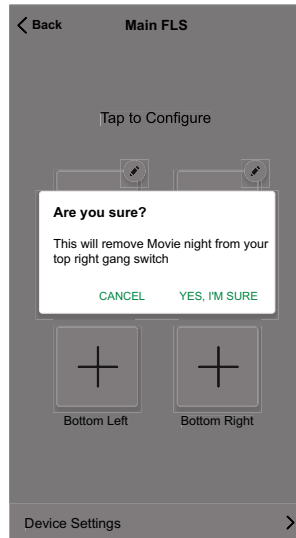 Back
Main FLS
Tap to Configure
Are you sure?
This will remove Movie night from your
top right gang switch
CANCEL
YES, I'M SURE
Bottom Left
Bottom Right
Device Settings